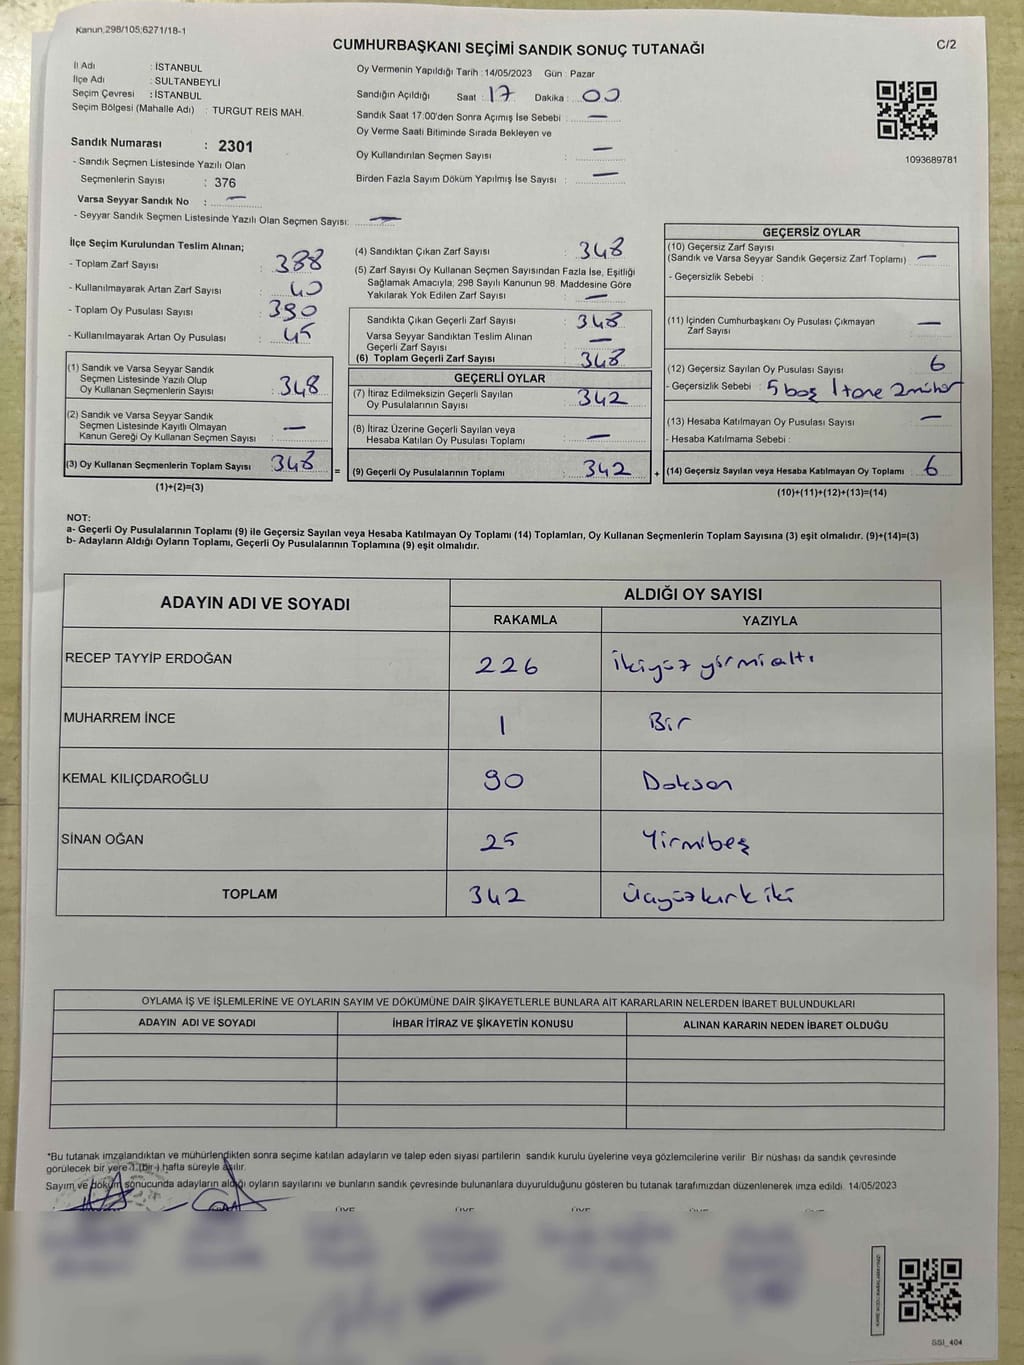 Kanun,298/105;6271/18-1
C/2
CUMHURBAŞKANI SEÇİMİ SANDIK SONUÇ TUTANAĞI
İl Adı : İSTANBUL
İlçe Adı : SULTANBEYLİ
Seçim Çevresi : İSTANBUL
Seçim Bölgesi (Mahalle Adı) : TURGUT REİS MAH.
Sandık Numarası : 2301
- Sandık Seçmen Listesinde Yazılı Olan
Seçmenlerin Sayısı : 376
Varsa Seyyar Sandık No : —
- Seyyar Sandık Seçmen Listesinde Yazılı Olan Seçmen Sayısı: —
Oy Vermenin Yapıldığı Tarih : 14/05/2023 Gün : Pazar
Sandığın Açıldığı Saat : 17 Dakika : 00
Sandık Saat 17:00'den Sonra Açımış İse Sebebi : —
Oy Verme Saati Bitiminde Sırada Bekleyen ve
Oy Kullandırılan Seçmen Sayısı : —
Birden Fazla Sayım Döküm Yapılmış İse Sayısı : —
1093689781
İlçe Seçim Kurulundan Teslim Alınan;
- Toplam Zarf Sayısı : 388
- Kullanılmayarak Artan Zarf Sayısı : 40
- Toplam Oy Pusulası Sayısı : 390
- Kullanılmayarak Artan Oy Pusulası : 45
(1) Sandık ve Varsa Seyyar Sandık
Seçmen Listesinde Yazılı Olup
Oy Kullanan Seçmenlerin Sayısı : 348
(2) Sandık ve Varsa Seyyar Sandık
Seçmen Listesinde Kayıtlı Olmayan
Kanun Gereği Oy Kullanan Seçmen Sayısı : —
(3) Oy Kullanan Seçmenlerin Toplam Sayısı : 348
(1)+(2)=(3)
(4) Sandıktan Çıkan Zarf Sayısı : 348
(5) Zarf Sayısı Oy Kullanan Seçmen Sayısından Fazla İse, Eşitliği
Sağlamak Amacıyla; 298 Sayılı Kanunun 98. Maddesine Göre
Yakılarak Yok Edilen Zarf Sayısı : —
Sandıkta Çıkan Geçerli Zarf Sayısı : 348
Varsa Seyyar Sandıktan Teslim Alınan
Geçerli Zarf Sayısı : —
(6) Toplam Geçerli Zarf Sayısı : 348
=
GEÇERLİ OYLAR
(7) İtiraz Edilmeksizin Geçerli Sayılan
Oy Pusulalarının Sayısı : 342
(8) İtiraz Üzerine Geçerli Sayılan veya
Hesaba Katılan Oy Pusulası Toplamı : —
(9) Geçerli Oy Pusulalarının Toplamı : 342
+
GEÇERSİZ OYLAR
(10) Geçersiz Zarf Sayısı
(Sandık ve Varsa Seyyar Sandık Geçersiz Zarf Toplamı) : —
- Geçersizlik Sebebi :
(11) İçinden Cumhurbaşkanı Oy Pusulası Çıkmayan
Zarf Sayısı : —
(12) Geçersiz Sayılan Oy Pusulası Sayısı : 6
- Geçersizlik Sebebi : 5 boş 1 tane 2 mühür
(13) Hesaba Katılmayan Oy Pusulası Sayısı : —
- Hesaba Katılmama Sebebi :
(14) Geçersiz Sayılan veya Hesaba Katılmayan Oy Toplamı : 6
(10)+(11)+(12)+(13)=(14)
NOT:
a- Geçerli Oy Pusulalarının Toplamı (9) ile Geçersiz Sayılan veya Hesaba Katılmayan Oy Toplamı (14) Toplamları, Oy Kullanan Seçmenlerin Toplam Sayısına (3) eşit olmalıdır. (9)+(14)=(3)
b- Adayların Aldığı Oyların Toplamı, Geçerli Oy Pusulalarının Toplamına (9) eşit olmalıdır.
ADAYIN ADI VE SOYADI ALDIĞI OY SAYISI
RAKAMLA YAZIYLA
RECEP TAYYİP ERDOĞAN 226 İkiyüz yirmi altı
MUHARREM İNCE 1 Bir
KEMAL KILIÇDAROĞLU 90 Doksan
SİNAN OĞAN 25 Yirmibeş
TOPLAM 342 Üçyüz kırk iki
OYLAMA İŞ VE İŞLEMLERİNE VE OYLARIN SAYIM VE DÖKÜMÜNE DAİR ŞİKAYETLERLE BUNLARA AİT KARARLARIN NELERDEN İBARET BULUNDUKLARI
ADAYIN ADI VE SOYADI İHBAR İTİRAZ VE ŞİKAYETİN KONUSU ALINAN KARARIN NEDEN İBARET OLDUĞU
*Bu tutanak imzalandıktan ve mühürlendikten sonra seçime katılan adayların ve talep eden siyasi partilerin sandık kurulu üyelerine veya gözlemcilerine verilir. Bir nüshası da sandık çevresinde
görülecek bir yere 1 (bir) hafta süreyle asılır.
Sayım ve döküm sonucunda adayların aldığı oyların sayılarını ve bunların sandık çevresinde bulunanlara duyurulduğunu gösteren bu tutanak tarafımızdan düzenlenerek imza edildi. 14/05/2023
SSI_404